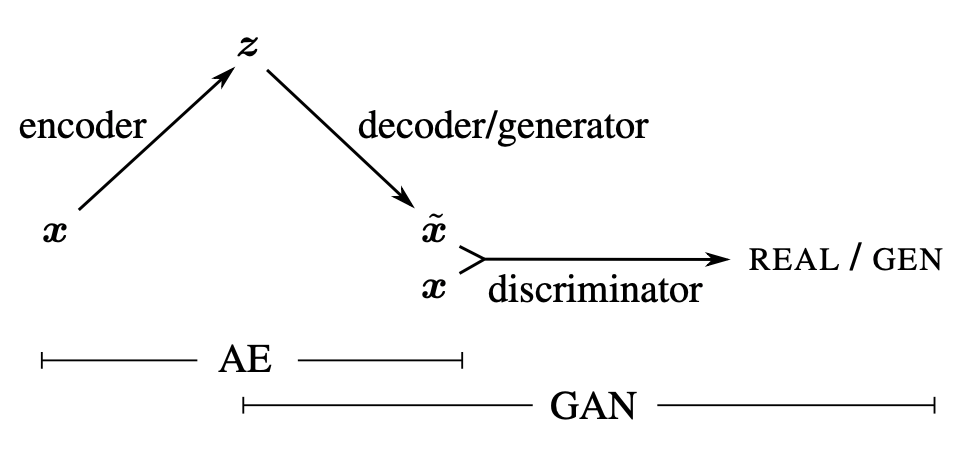 z
encoder
decoder/generator
x
x̃
x
discriminator
REAL / GEN
AE
GAN